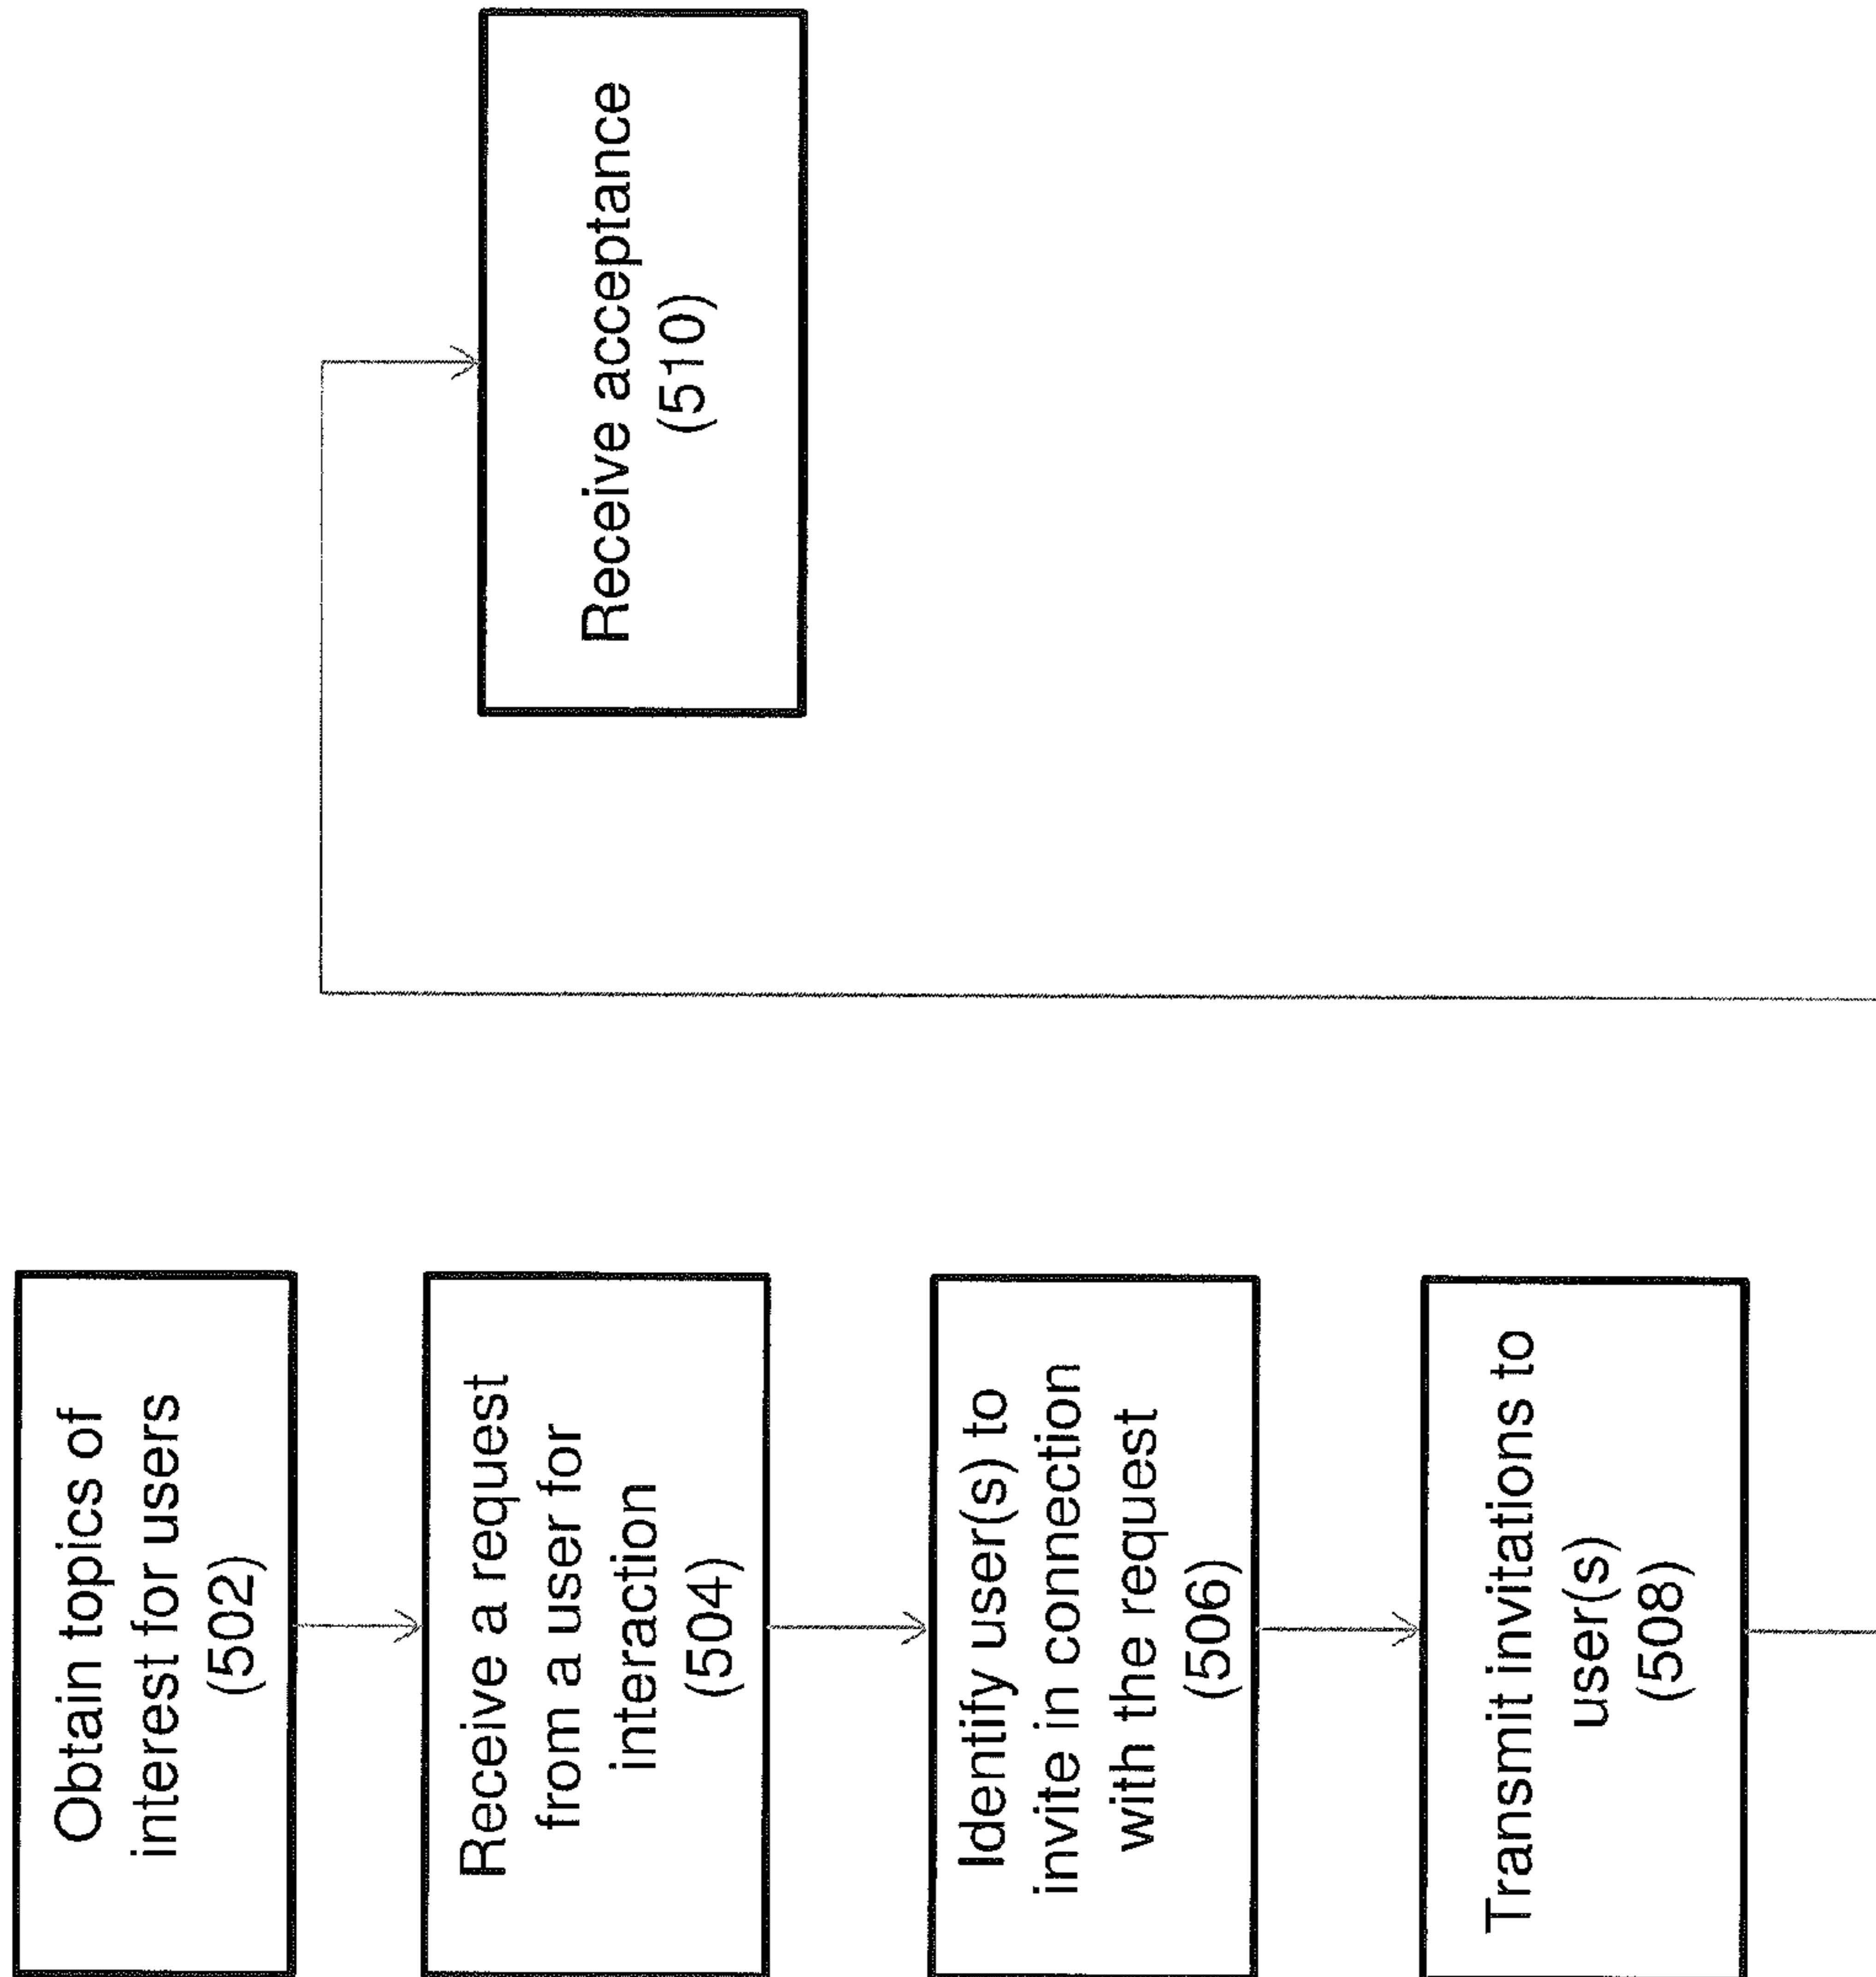 Obtain topics of
interest for users
(502)
Receive a request
from a user for
interaction
(504)
Identify user(s) to
invite in connection
with the request
(506)
Transmit invitations to
user(s)
(508)
Receive acceptance
(510)